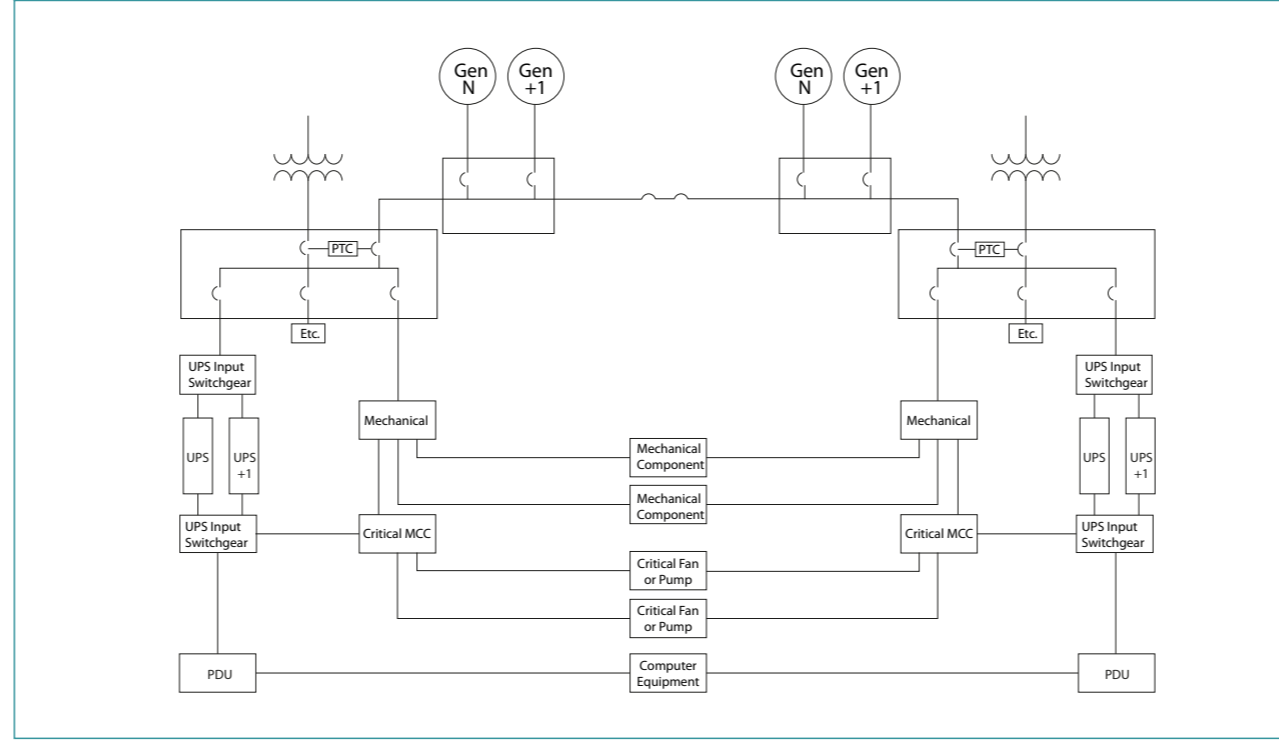 Gen
N
Gen
+1
Gen
N
Gen
+1
PTC
PTC
Etc.
Etc.
UPS Input
Switchgear
UPS Input
Switchgear
Mechanical
Mechanical
UPS
UPS
+1
Mechanical
Component
UPS
UPS
+1
Mechanical
Component
UPS Input
Switchgear
Critical MCC
Critical MCC
UPS Input
Switchgear
Critical Fan
or Pump
Critical Fan
or Pump
PDU
Computer
Equipment
PDU